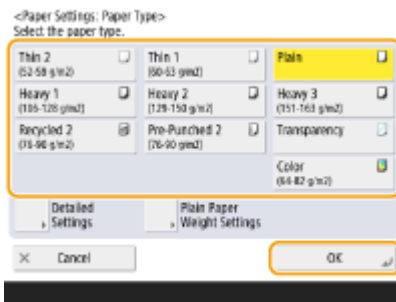 <Paper Settings: Paper Type>
Select the paper type.
Thin 2
(52-59 g/m2)
Thin 1
(60-63 g/m2)
Plain
Heavy 1
(106-128 g/m2)
Heavy 2
(129-150 g/m2)
Heavy 3
(151-163 g/m2)
Recycled 2
(76-90 g/m2)
Pre-Punched 2
(76-90 g/m2)
Transparency
Color
(64-82 g/m2)
Detailed
Settings
Plain Paper
Weight Settings
Cancel
OK